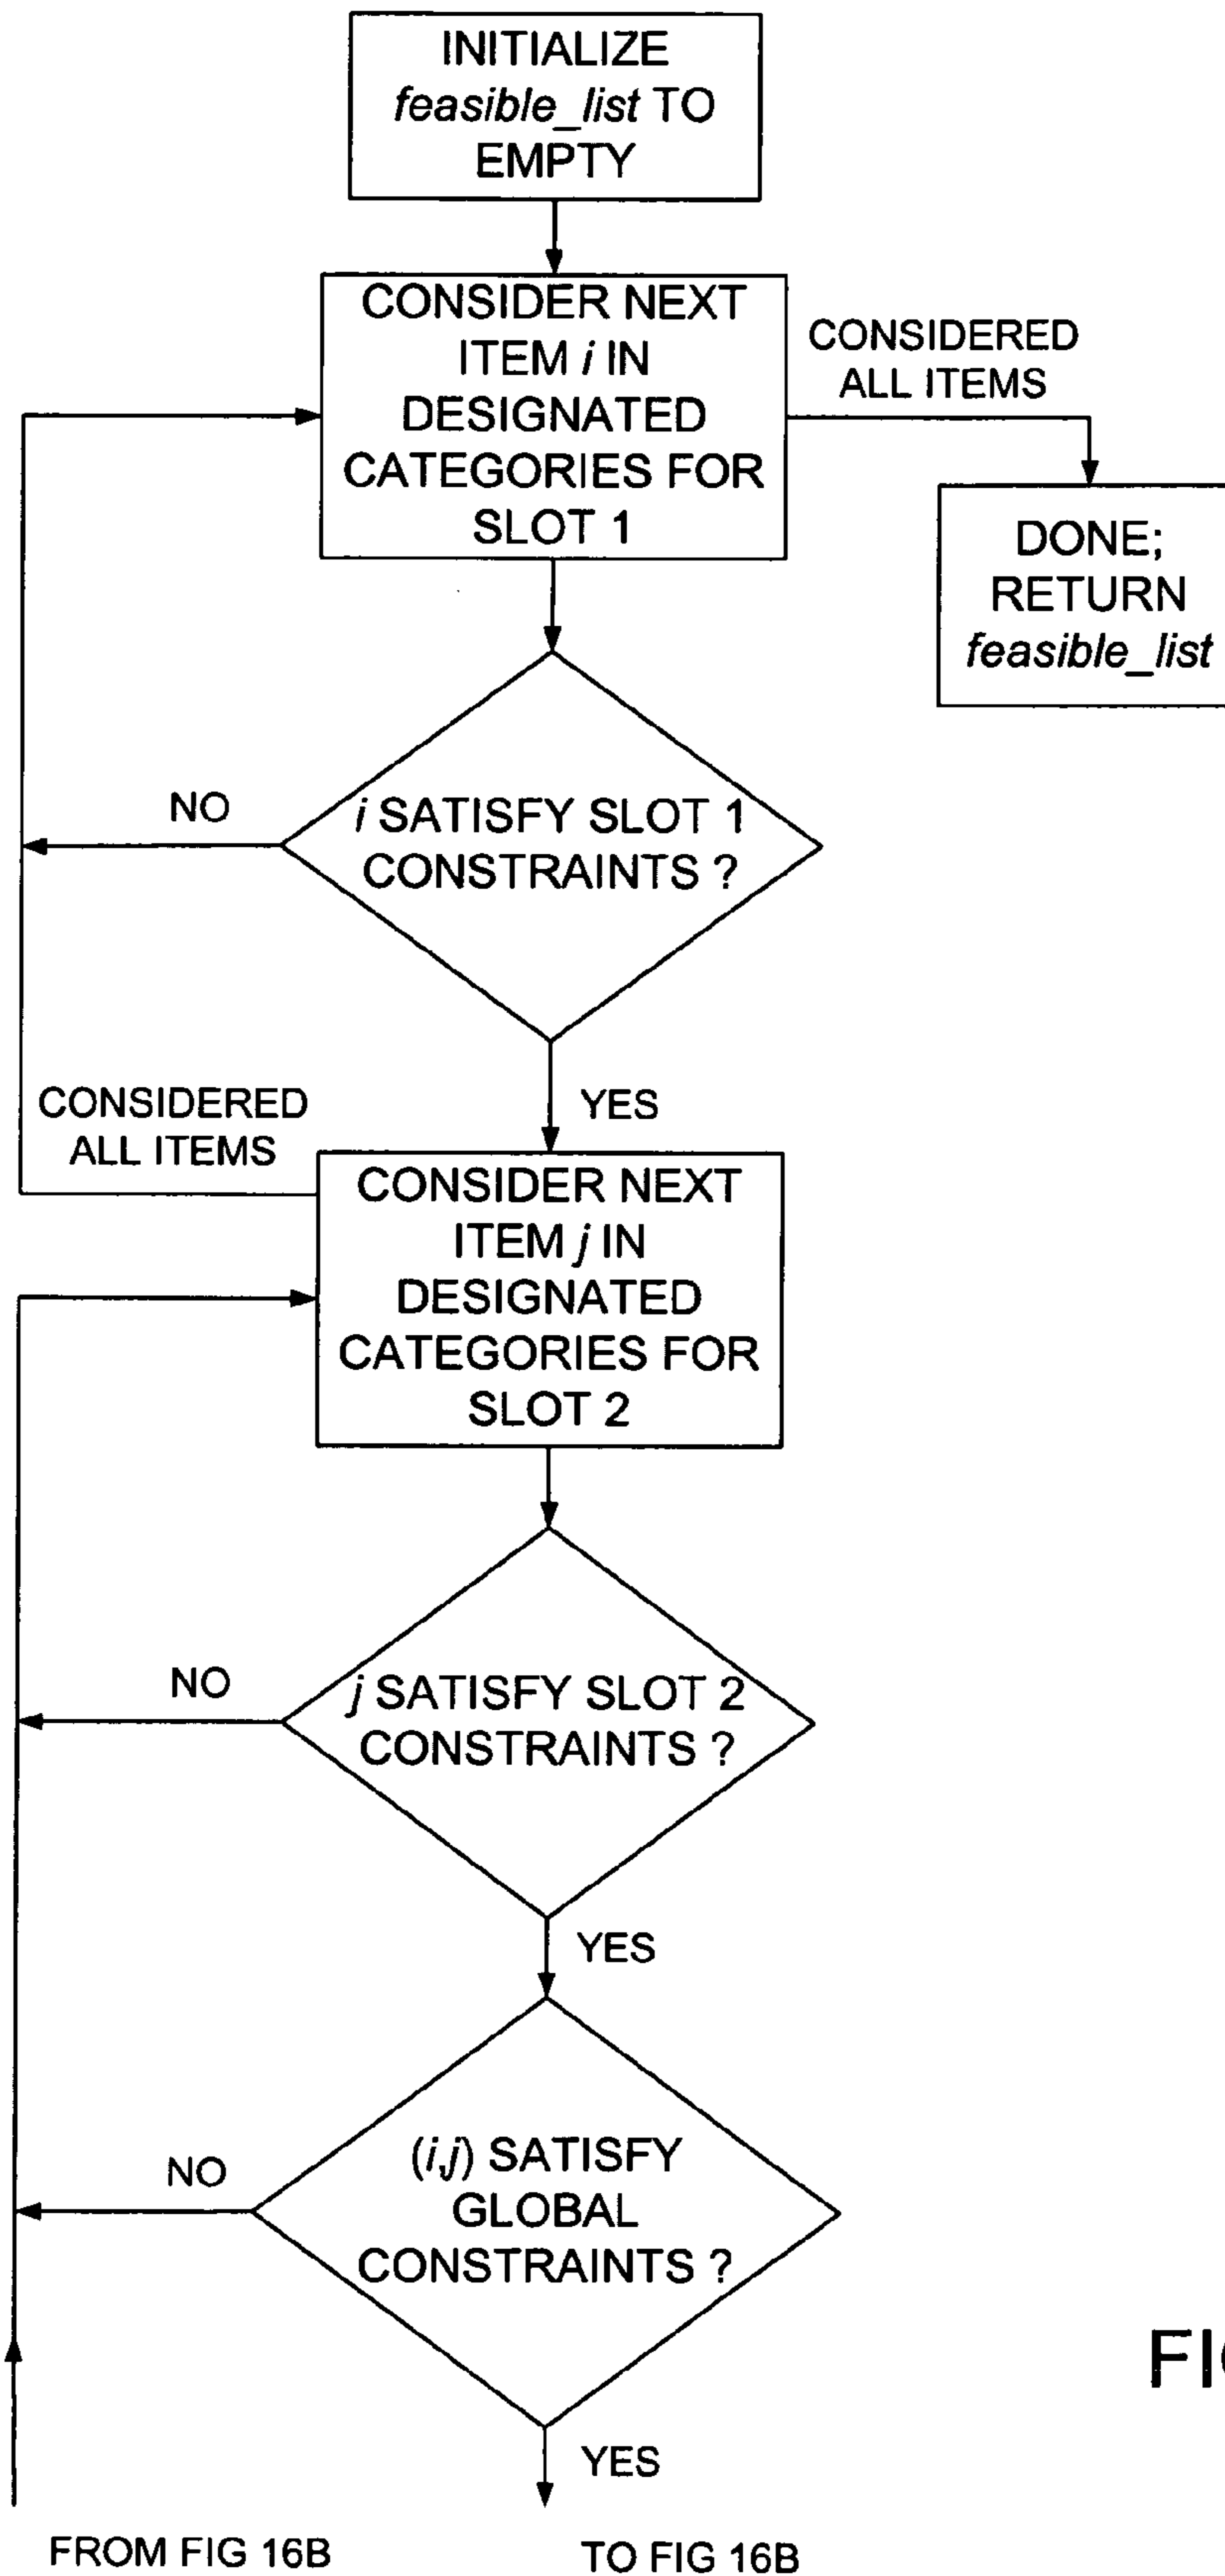 INITIALIZE
feasible_list TO
EMPTY
CONSIDER NEXT
ITEM i IN
DESIGNATED
CATEGORIES FOR
SLOT 1
CONSIDERED
ALL ITEMS
DONE;
RETURN
feasible_list
i SATISFY SLOT 1
CONSTRAINTS ?
NO
YES
CONSIDERED
ALL ITEMS
CONSIDER NEXT
ITEM j IN
DESIGNATED
CATEGORIES FOR
SLOT 2
j SATISFY SLOT 2
CONSTRAINTS ?
NO
YES
(i,j) SATISFY
GLOBAL
CONSTRAINTS ?
NO
YES
FROM FIG 16B
TO FIG 16B